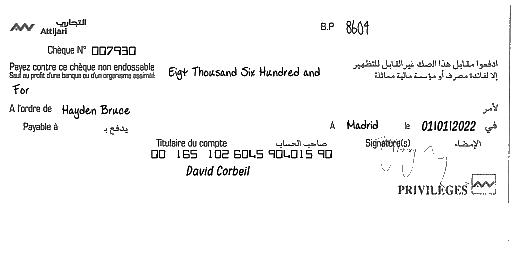 التجاري
Attijari
B.P 8604
Chèque N° 007930
Payez contre ce chèque non endossable
Sauf au profit d'une banque ou d'un organisme assimilé
Eigt Thousand Six Hundred and
ادفعوا مقابل هذا الصك غير القابل للتظهير
إلا لفائدة مصرف أو مؤسسة مالية مماثلة
For
A l'ordre de Hayden Bruce لأمر
Payable à يدفع بـ A Madrid le 01/01/2022 في
Titulaire du compte صاحب الحساب Signature(s) الإمضاء
00 165 102 6045 904015 90
David Corbeil
PRIVILÈGES